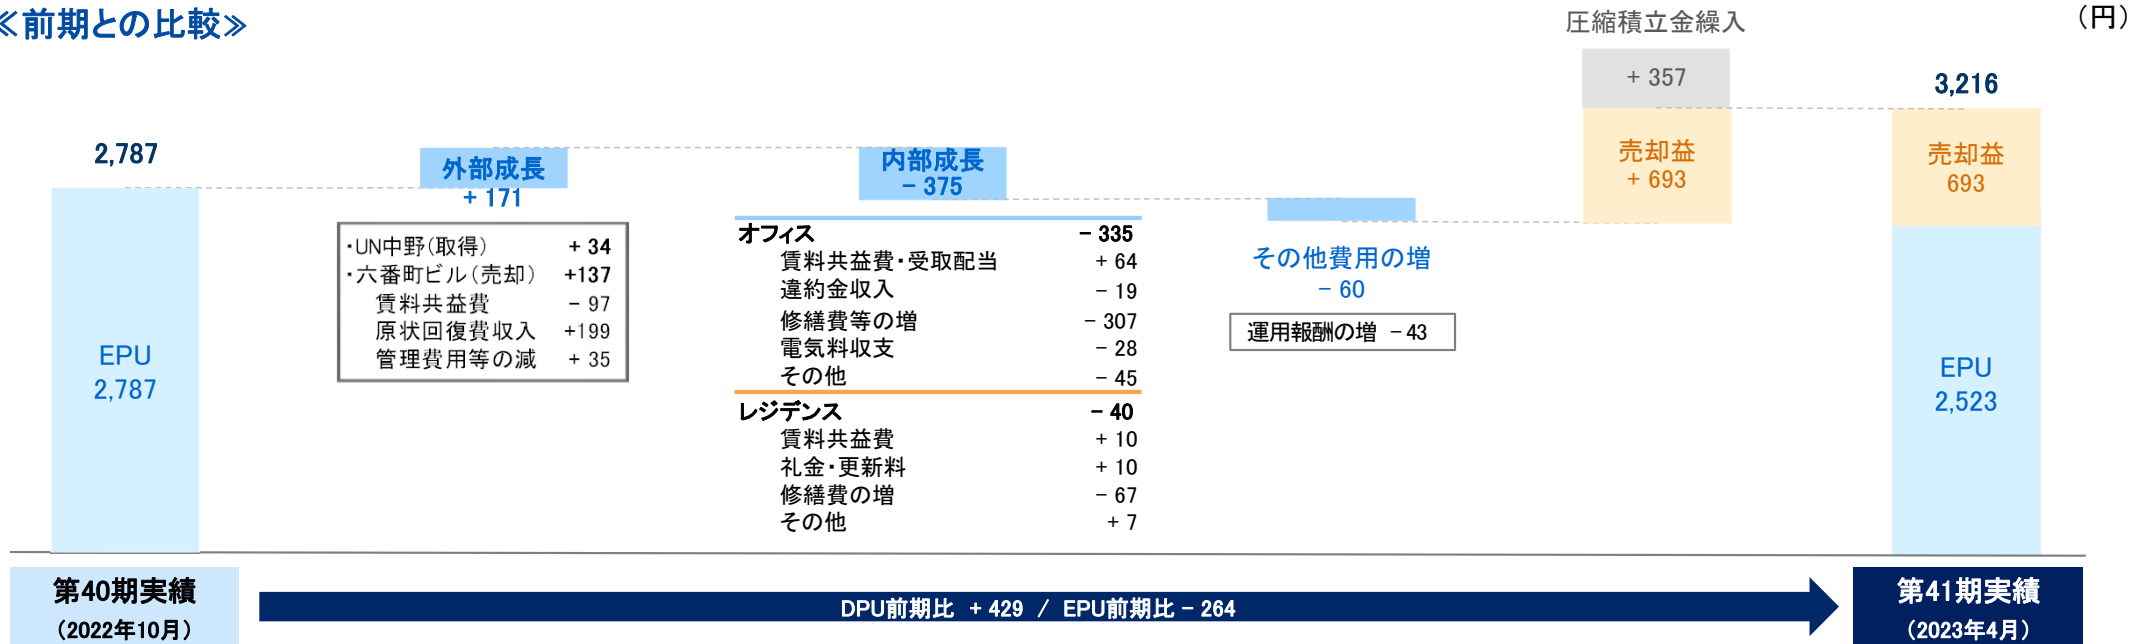 ≪前期との比較≫
（円）
圧縮積立金繰入
+ 357
3,216
2,787
外部成長
+ 171
内部成長
− 375
売却益
+ 693
売却益
693
・UN中野（取得） + 34
・六番町ビル（売却） +137
賃料共益費 − 97
原状回復費収入 +199
管理費用等の減 + 35
オフィス − 335
賃料共益費・受取配当 + 64
違約金収入 − 19
修繕費等の増 − 307
電気料収支 − 28
その他 − 45
レジデンス − 40
賃料共益費 + 10
礼金・更新料 + 10
修繕費の増 − 67
その他 + 7
その他費用の増
− 60
運用報酬の増 − 43
EPU
2,787
EPU
2,523
第40期実績
（2022年10月）
DPU前期比 + 429 / EPU前期比 − 264
第41期実績
（2023年4月）